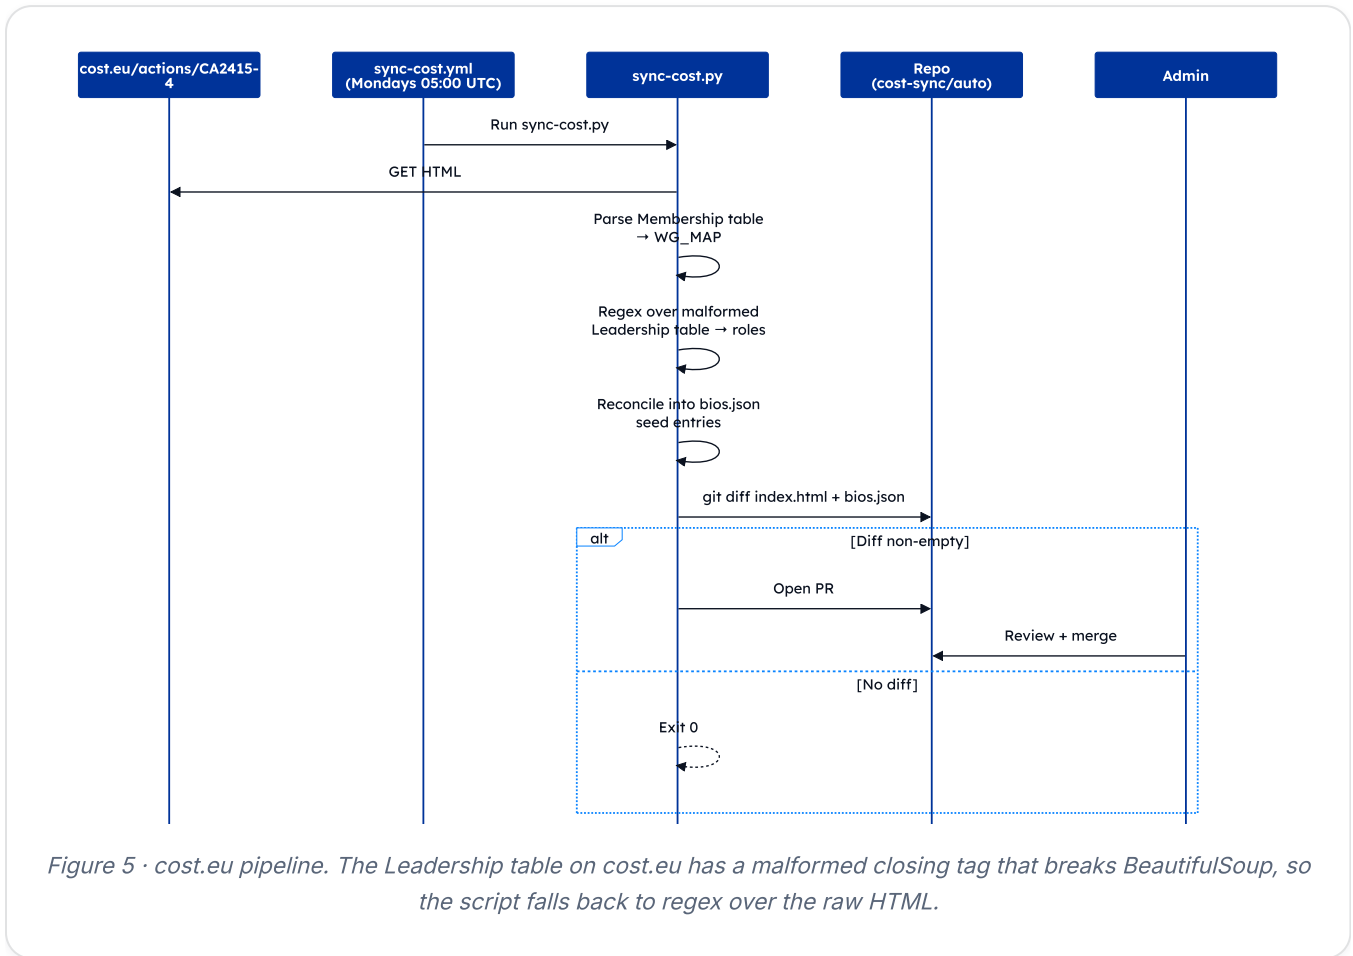 cost.eu/actions/CA2415-
4
sync-cost.yml
(Mondays 05:00 UTC)
sync-cost.py
Repo
(cost-sync/auto)
Admin
Run sync-cost.py
GET HTML
Parse Membership table
→ WG_MAP
Regex over malformed
Leadership table → roles
Reconcile into bios.json
seed entries
git diff index.html + bios.json
alt
[Diff non-empty]
Open PR
Review + merge
[No diff]
Exit 0
Figure 5 · cost.eu pipeline. The Leadership table on cost.eu has a malformed closing tag that breaks BeautifulSoup, so
the script falls back to regex over the raw HTML.